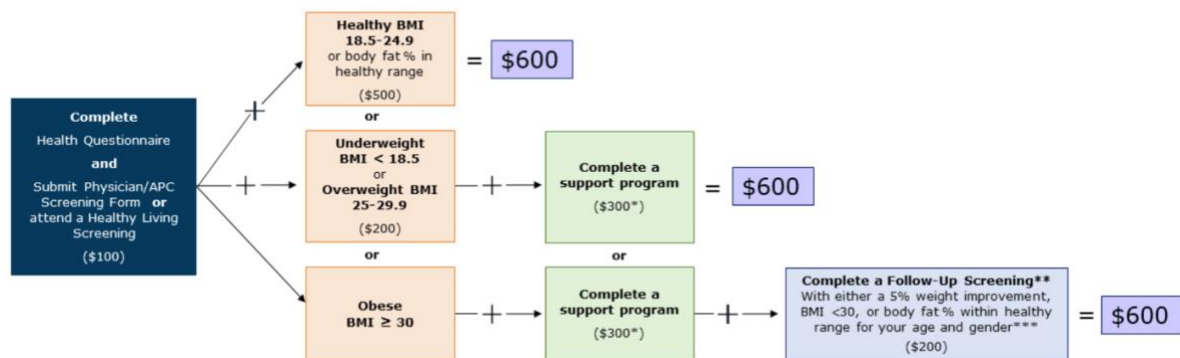 Complete
Health Questionnaire
and
Submit Physician/APC
Screening Form or
attend a Healthy Living
Screening
($100)
Healthy BMI
18.5-24.9
or body fat % in
healthy range
($500)
= $600
or
Underweight
BMI < 18.5
or
Overweight BMI
25-29.9
($200)
Complete a
support program
($300*)
= $600
or
or
Obese
BMI ≥ 30
Complete a
support program
($300*)
Complete a Follow-Up Screening**
With either a 5% weight improvement,
BMI <30, or body fat % within healthy
range for your age and gender***
($200)
= $600